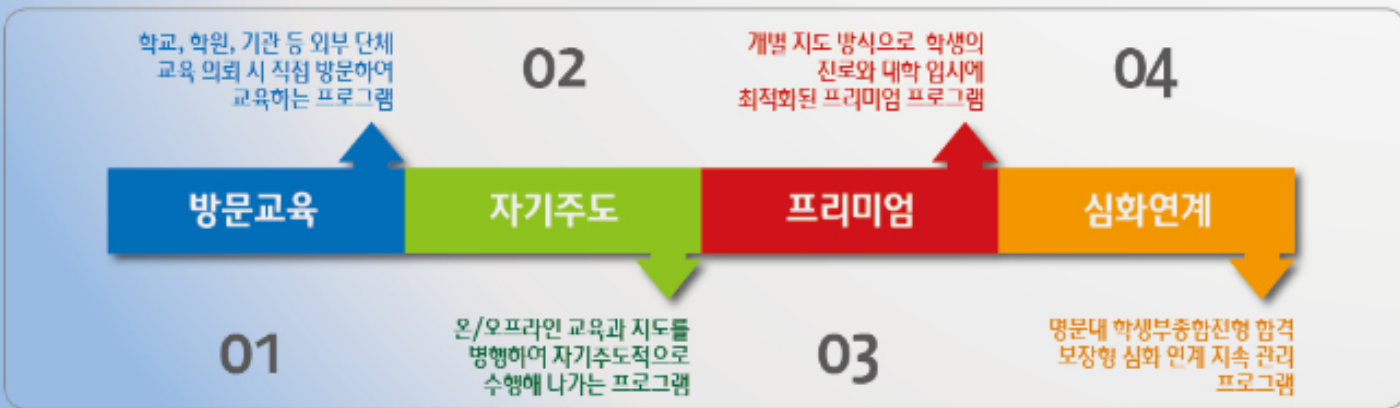 학교, 학원, 기관 등 외부 단체
교육 의뢰 시 직접 방문하여
교육하는 프로그램
02
개별 지도 방식으로 학생의
진로와 대학 입시에
최적화된 프리미엄 프로그램
04
방문교육
자기주도
프리미엄
심화연계
01
온/오프라인 교육과 지도를
병행하여 자기주도적으로
수행해 나가는 프로그램
03
명문대 학생부종합진형 합격
보장형 심화 연계 지속 관리
프로그램